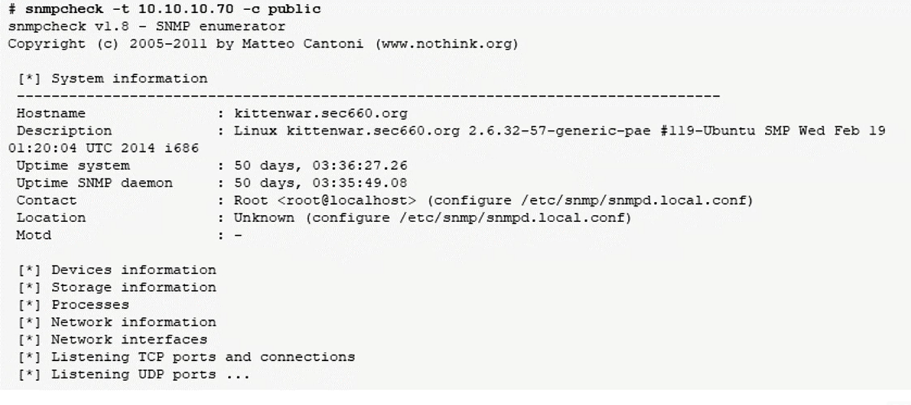 # snmpcheck -t 10.10.10.70 -c public
snmpcheck v1.8 - SNMP enumerator
Copyright (c) 2005-2011 by Matteo Cantoni (www.nothink.org)
[*] System information
--------------------------------------------------------------------------------
Hostname : kittenwar.sec660.org
Description : Linux kittenwar.sec660.org 2.6.32-57-generic-pae #119-Ubuntu SMP Wed Feb 19
01:20:04 UTC 2014 i686
Uptime system : 50 days, 03:36:27.26
Uptime SNMP daemon : 50 days, 03:35:49.08
Contact : Root <root@localhost> (configure /etc/snmp/snmpd.local.conf)
Location : Unknown (configure /etc/snmp/snmpd.local.conf)
Motd : -
[*] Devices information
[*] Storage information
[*] Processes
[*] Network information
[*] Network interfaces
[*] Listening TCP ports and connections
[*] Listening UDP ports ...